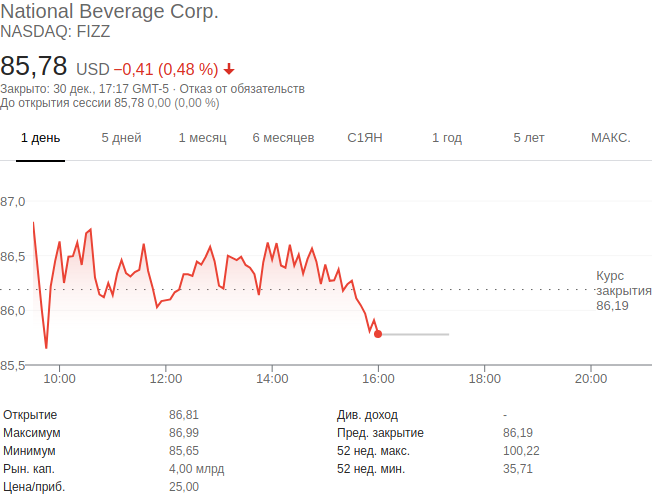 National Beverage Corp.
NASDAQ: FIZZ
85,78 USD −0,41 (0,48 %)
Закрыто: 30 дек., 17:17 GMT-5 · Отказ от обязательств
До открытия сессии 85,78 0,00 (0,00 %)
1 день 5 дней 1 месяц 6 месяцев С1ЯН 1 год 5 лет МАКС.
87,0
86,5
Курс
закрытия
86,19
86,0
85,5
10:00 12:00 14:00 16:00 18:00 20:00
Открытие 86,81 Див. доход -
Максимум 86,99 Пред. закрытие 86,19
Минимум 85,65 52 нед. макс. 100,22
Рын. кап. 4,00 млрд 52 нед. мин. 35,71
Цена/приб. 25,00